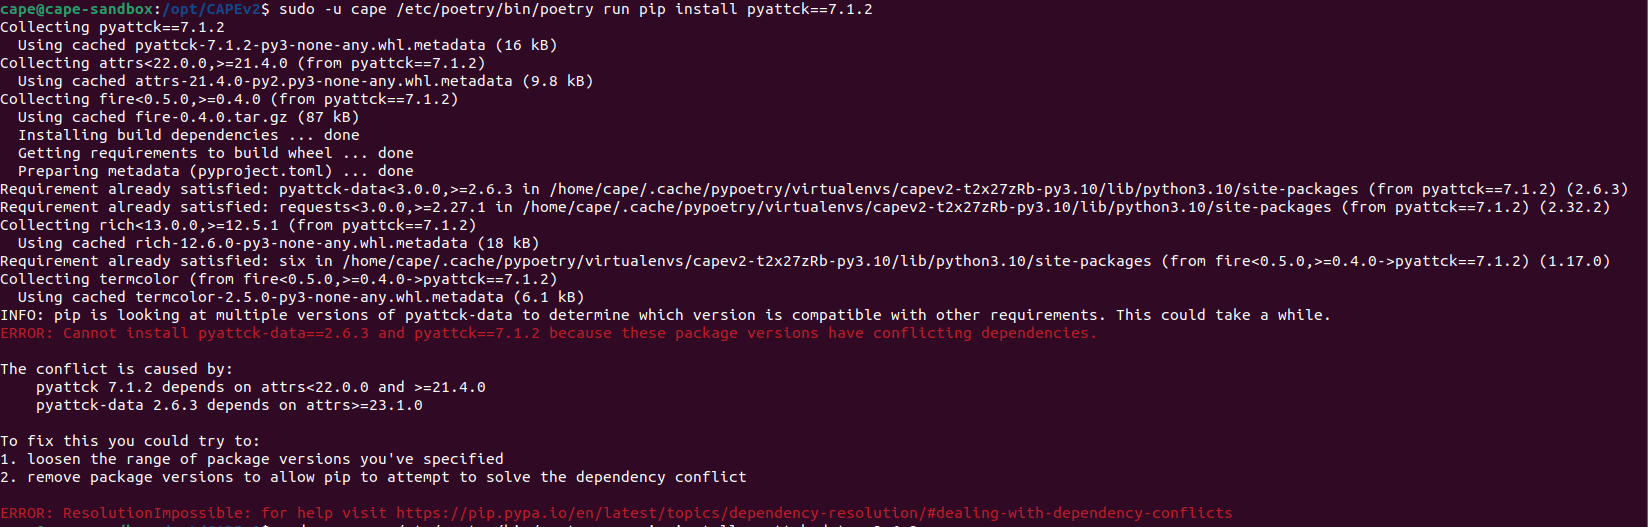 cape@cape-sandbox:/opt/CAPEv2$ sudo -u cape /etc/poetry/bin/poetry run pip install pyattck==7.1.2
Collecting pyattck==7.1.2
  Using cached pyattck-7.1.2-py3-none-any.whl.metadata (16 kB)
Collecting attrs<22.0.0,>=21.4.0 (from pyattck==7.1.2)
  Using cached attrs-21.4.0-py2.py3-none-any.whl.metadata (9.8 kB)
Collecting fire<0.5.0,>=0.4.0 (from pyattck==7.1.2)
  Using cached fire-0.4.0.tar.gz (87 kB)
  Installing build dependencies ... done
  Getting requirements to build wheel ... done
  Preparing metadata (pyproject.toml) ... done
Requirement already satisfied: pyattck-data<3.0.0,>=2.6.3 in /home/cape/.cache/pypoetry/virtualenvs/capev2-t2x27zRb-py3.10/lib/python3.10/site-packages (from pyattck==7.1.2) (2.6.3)
Requirement already satisfied: requests<3.0.0,>=2.27.1 in /home/cape/.cache/pypoetry/virtualenvs/capev2-t2x27zRb-py3.10/lib/python3.10/site-packages (from pyattck==7.1.2) (2.32.2)
Collecting rich<13.0.0,>=12.5.1 (from pyattck==7.1.2)
  Using cached rich-12.6.0-py3-none-any.whl.metadata (18 kB)
Requirement already satisfied: six in /home/cape/.cache/pypoetry/virtualenvs/capev2-t2x27zRb-py3.10/lib/python3.10/site-packages (from fire<0.5.0,>=0.4.0->pyattck==7.1.2) (1.17.0)
Collecting termcolor (from fire<0.5.0,>=0.4.0->pyattck==7.1.2)
  Using cached termcolor-2.5.0-py3-none-any.whl.metadata (6.1 kB)
INFO: pip is looking at multiple versions of pyattck-data to determine which version is compatible with other requirements. This could take a while.
ERROR: Cannot install pyattck-data==2.6.3 and pyattck==7.1.2 because these package versions have conflicting dependencies.

The conflict is caused by:
    pyattck 7.1.2 depends on attrs<22.0.0 and >=21.4.0
    pyattck-data 2.6.3 depends on attrs>=23.1.0

To fix this you could try to:
1. loosen the range of package versions you've specified
2. remove package versions to allow pip to attempt to solve the dependency conflict

ERROR: ResolutionImpossible: for help visit https://pip.pypa.io/en/latest/topics/dependency-resolution/#dealing-with-dependency-conflicts